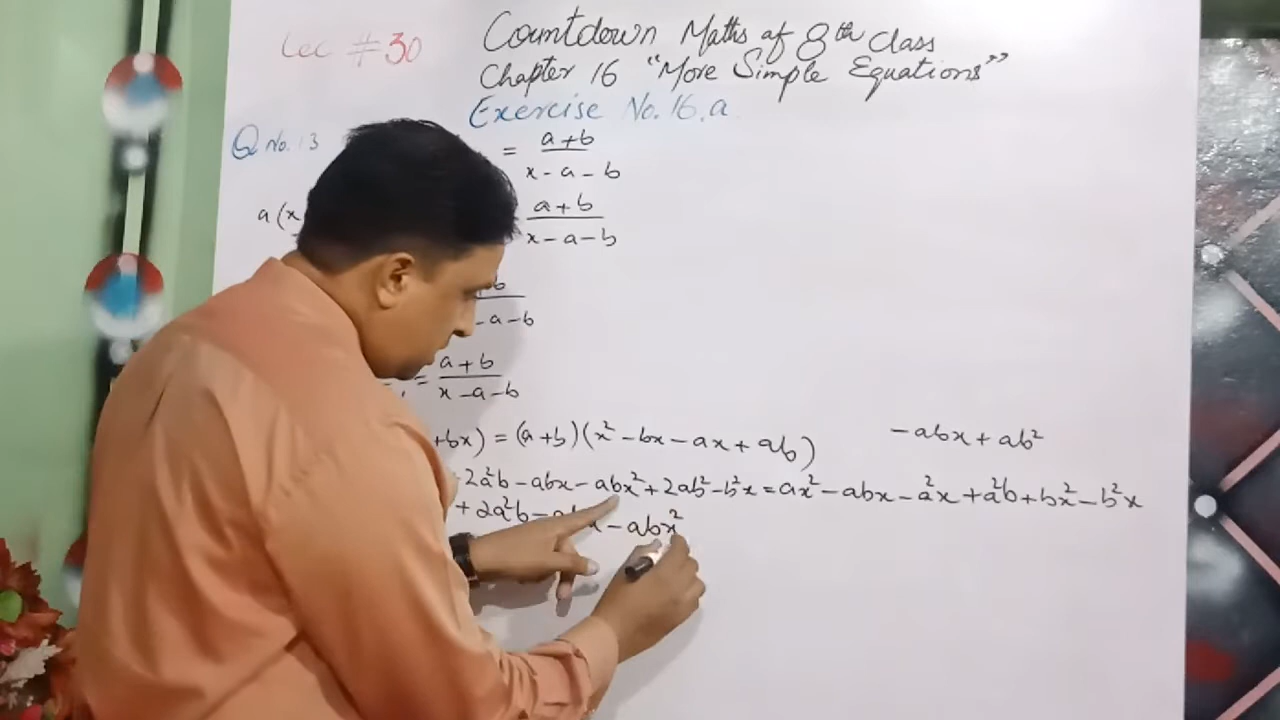 Lec #30
Countdown Maths of 8th class
Chapter 16 "More Simple Equations"
Exercise No. 16.a
Q No. 13
= a+b / x-a-b
a(x a+b / x-a-b
-a-b
= a+b / x-a-b
+bx) = (a+b)(x²-bx-ax+ab) -abx+ab²
2a²b-abx-abx²+2ab²-b²x=ax²-abx-a²x+a²b+bx²-b²x
+2a²b- -abx²